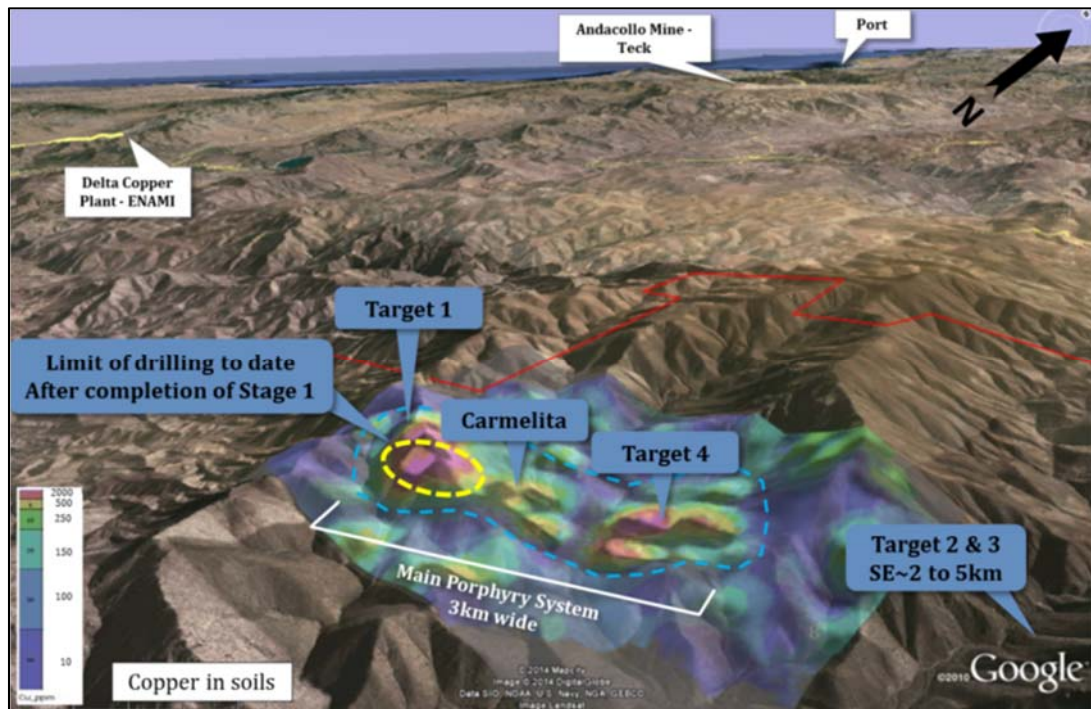 Andacollo Mine -
Teck
Port
N
Delta Copper
Plant - ENAMI
Target 1
Limit of drilling to date
After completion of Stage 1
Carmelita
Target 4
Target 2 & 3
SE~2 to 5km
Main Porphyry System
3km wide
2000
500
250
150
100
10
Cu_ppm
Copper in soils
© 2014 Mapcity
Image © 2014 DigitalGlobe
Data SIO, NOAA, U.S. Navy, NGA, GEBCO
Image Landsat
©2010 Google